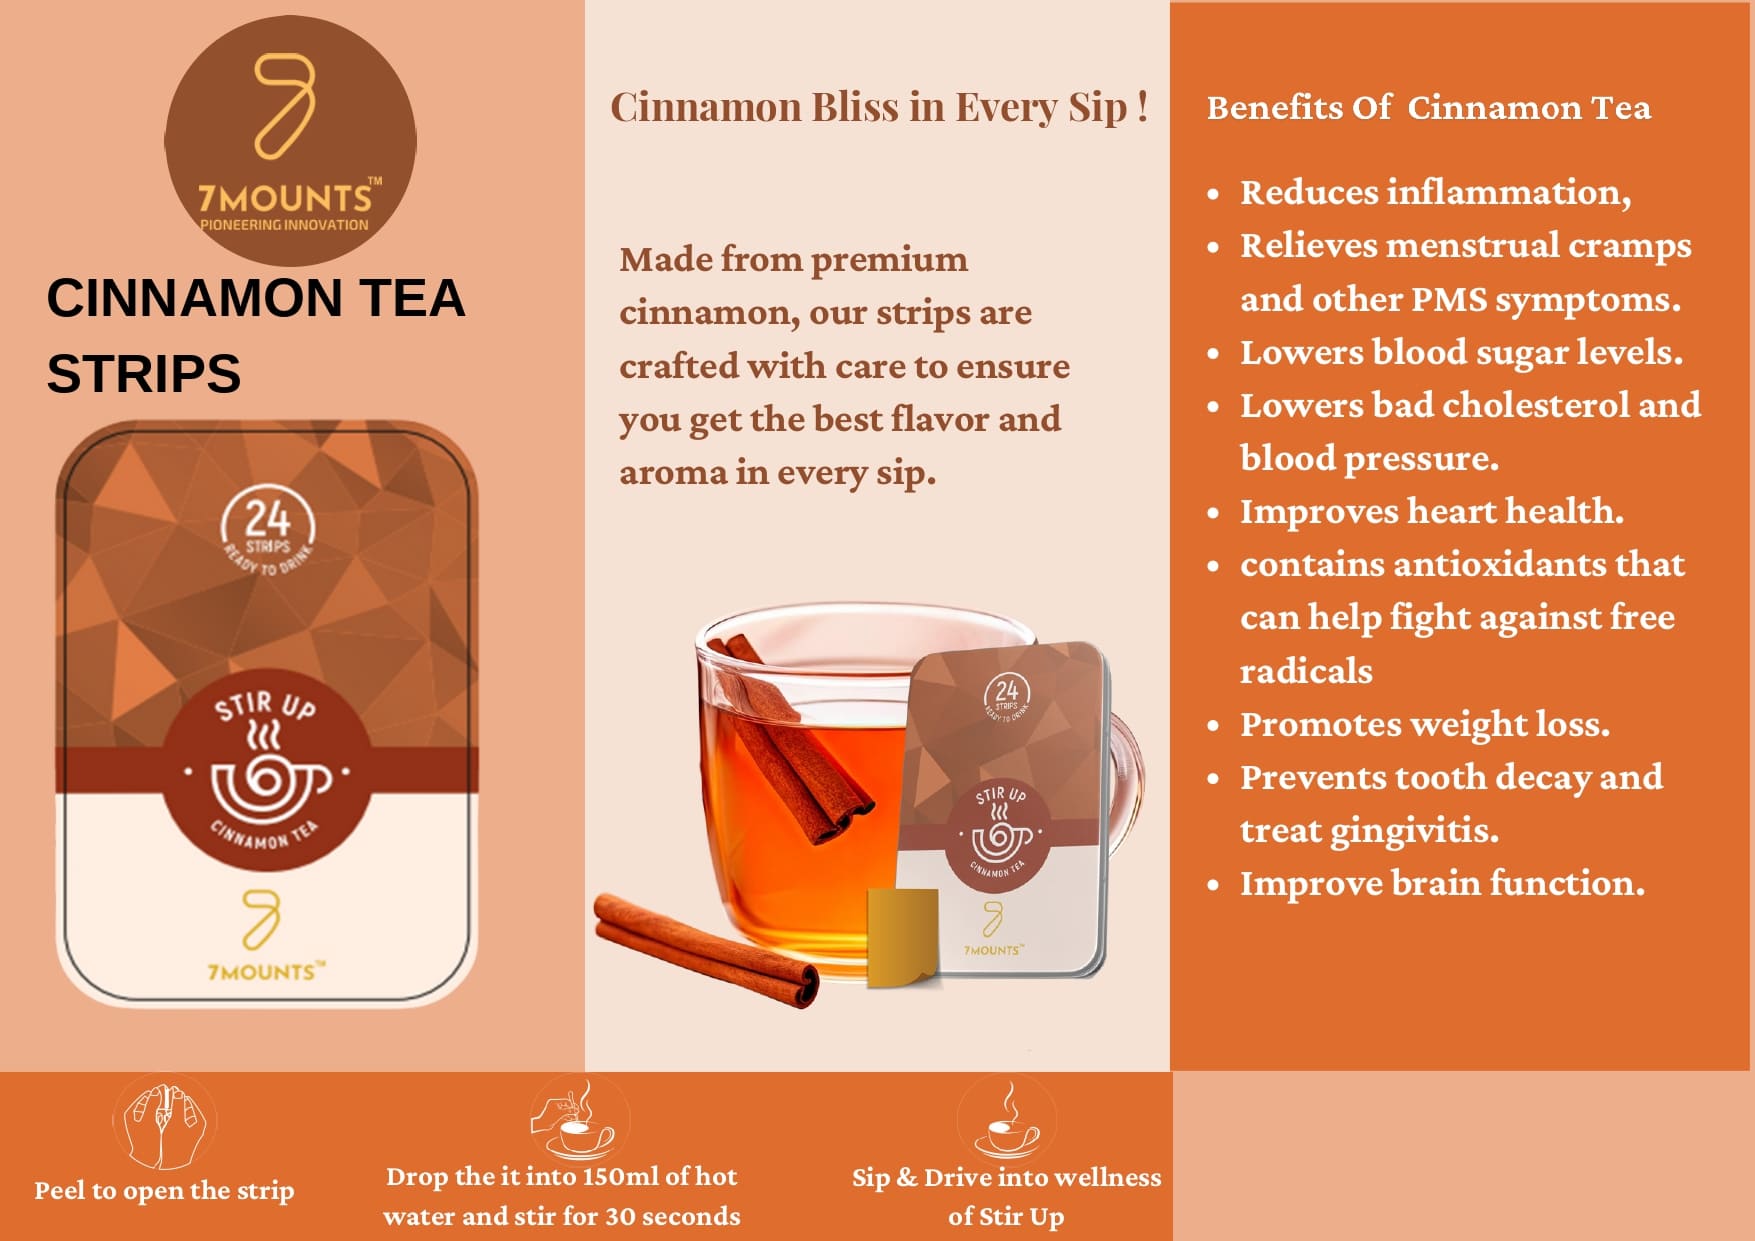 7MOUNTS™
PIONEERING INNOVATION
CINNAMON TEA
STRIPS
24
STRIPS
READY TO DRINK
STIR UP
CINNAMON TEA
7MOUNTS™
Cinnamon Bliss in Every Sip !
Made from premium
cinnamon, our strips are
crafted with care to ensure
you get the best flavor and
aroma in every sip.
24
STRIPS
READY TO DRINK
STIR UP
CINNAMON TEA
7MOUNTS™
Benefits Of Cinnamon Tea
• Reduces inflammation,
• Relieves menstrual cramps
and other PMS symptoms.
• Lowers blood sugar levels.
• Lowers bad cholesterol and
blood pressure.
• Improves heart health.
• contains antioxidants that
can help fight against free
radicals
• Promotes weight loss.
• Prevents tooth decay and
treat gingivitis.
• Improve brain function.
Peel to open the strip
Drop the it into 150ml of hot
water and stir for 30 seconds
Sip & Drive into wellness
of Stir Up